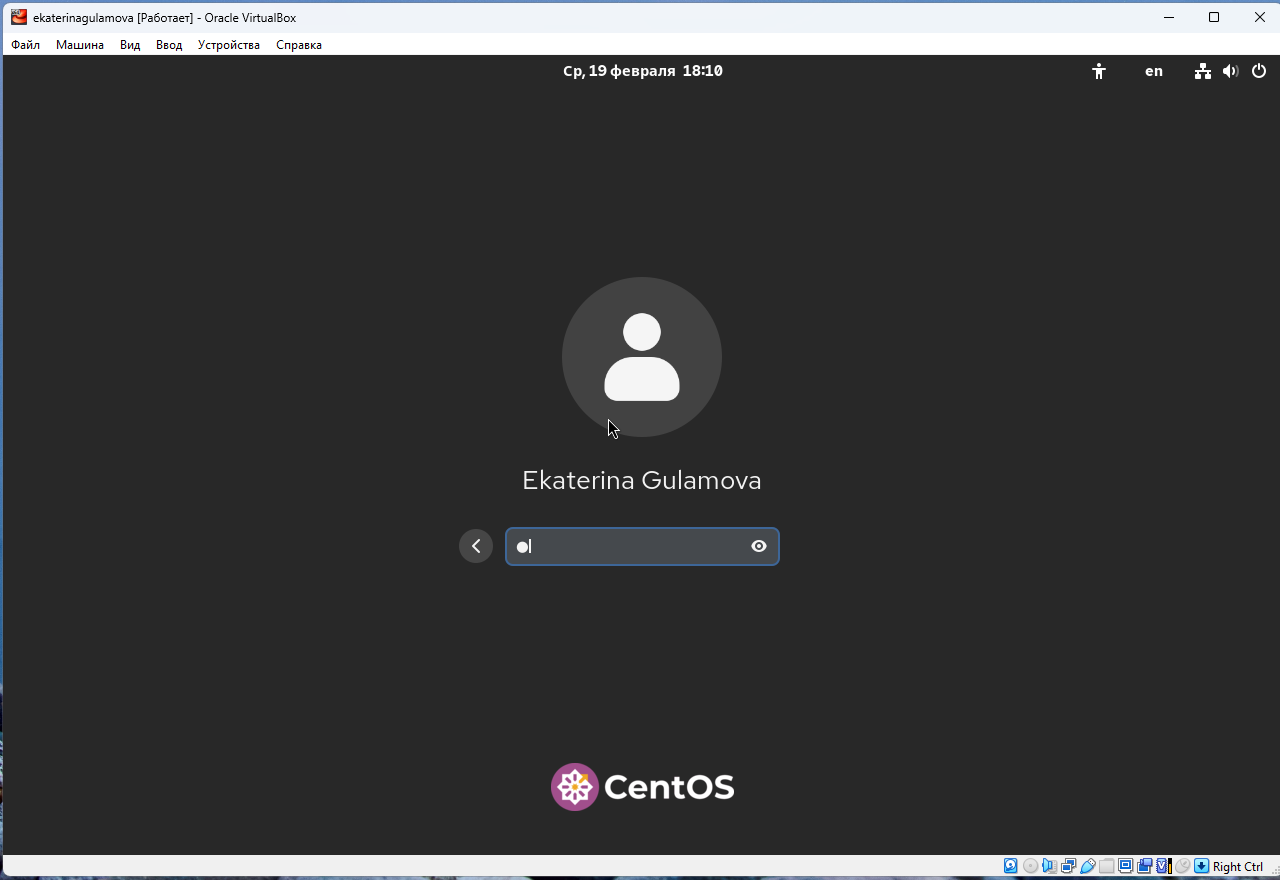 ekaterinagulamova [Работает] - Oracle VirtualBox
Файл Машина Вид Ввод Устройства Справка
Ср, 19 февраля 18:10
en
Ekaterina Gulamova
CentOS
Right Ctrl